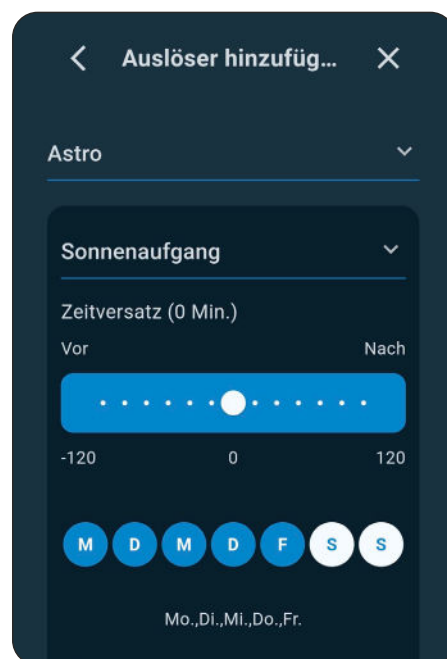 Auslöser hinzufüg...
Astro
Sonnenaufgang
Zeitversatz (0 Min.)
Vor Nach
-120 0 120
M D M D F S S
Mo.,Di.,Mi.,Do.,Fr.